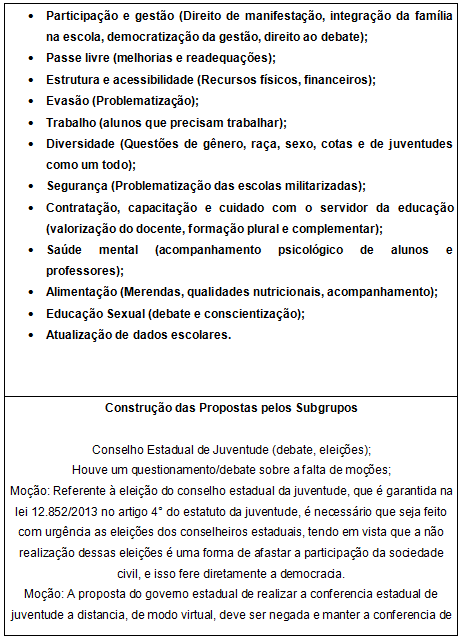 • Participação e gestão (Direito de manifestação, integração da família
na escola, democratização da gestão, direito ao debate);
• Passe livre (melhorias e readequações);
• Estrutura e acessibilidade (Recursos físicos, financeiros);
• Evasão (Problematização);
• Trabalho (alunos que precisam trabalhar);
• Diversidade (Questões de gênero, raça, sexo, cotas e de juventudes
como um todo);
• Segurança (Problematização das escolas militarizadas);
• Contratação, capacitação e cuidado com o servidor da educação
(valorização do docente, formação plural e complementar);
• Saúde mental (acompanhamento psicológico de alunos e
professores);
• Alimentação (Merendas, qualidades nutricionais, acompanhamento);
• Educação Sexual (debate e conscientização);
• Atualização de dados escolares.
Construção das Propostas pelos Subgrupos
Conselho Estadual de Juventude (debate, eleições);
Houve um questionamento/debate sobre a falta de moções;
Moção: Referente à eleição do conselho estadual da juventude, que é garantida na
lei 12.852/2013 no artigo 4° do estatuto da juventude, é necessário que seja feito
com urgência as eleições dos conselheiros estaduais, tendo em vista que a não
realização dessas eleições é uma forma de afastar a participação da sociedade
civil, e isso fere diretamente a democracia.
Moção: A proposta do governo estadual de realizar a conferencia estadual de
juventude a distancia, de modo virtual, deve ser negada e manter a conferencia de